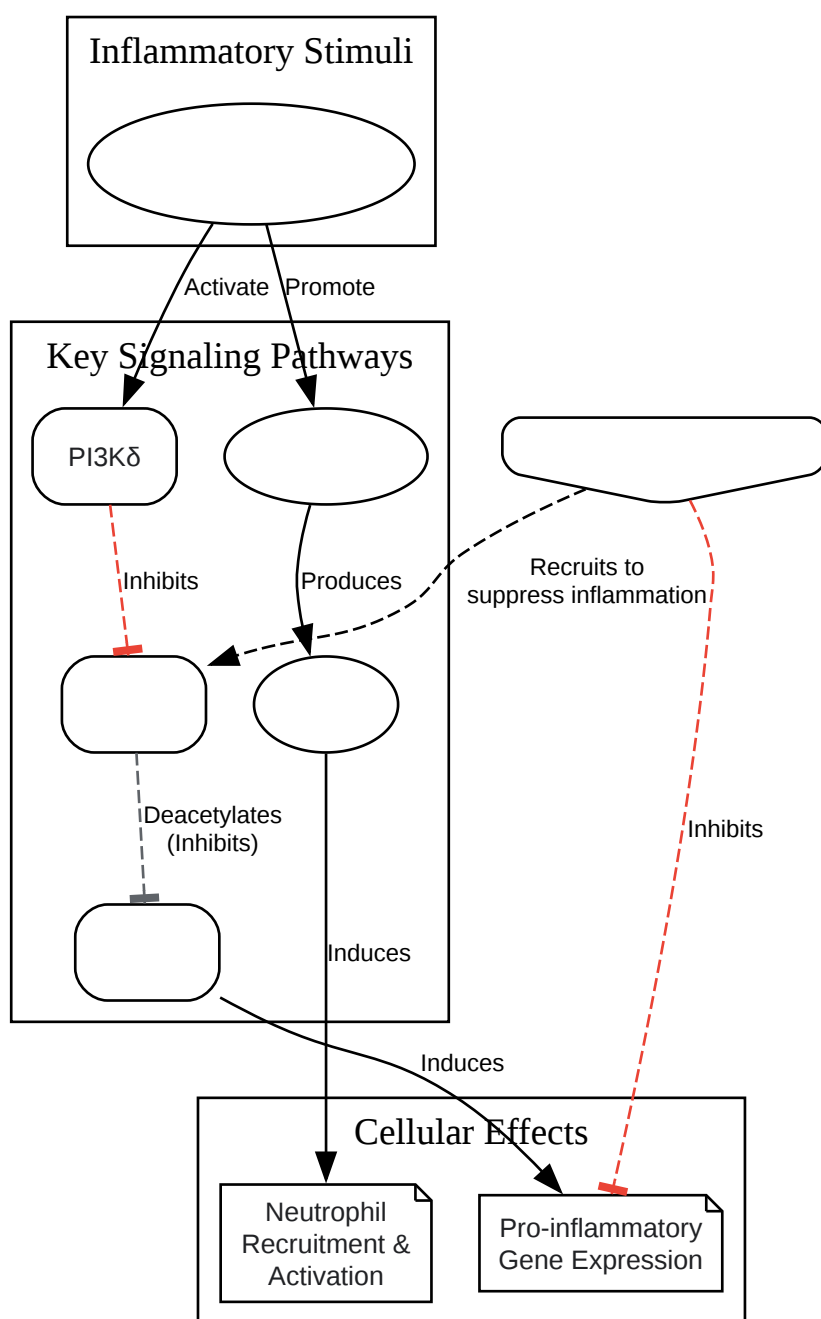 Inflammatory Stimuli
Activate
Promote
Key Signaling Pathways
PI3Kδ
Inhibits
Produces
Recruits to
suppress inflammation
Deacetylates
(Inhibits)
Inhibits
Induces
Induces
Cellular Effects
Neutrophil
Recruitment &
Activation
Pro-inflammatory
Gene Expression